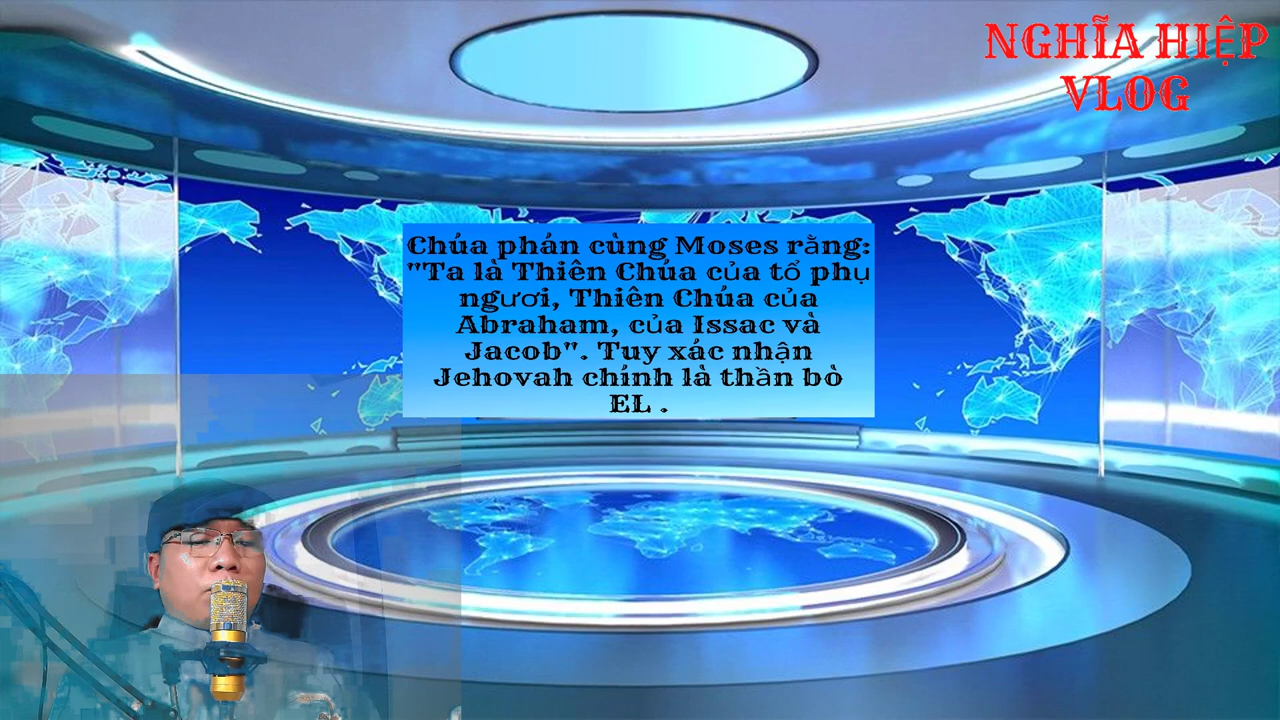 NGHĨA HIỆP
VLOG
Chúa phán cùng Moses rằng:
"Ta là Thiên Chúa của tổ phụ
ngươi, Thiên Chúa của
Abraham, của Issac và
Jacob". Tuy xác nhận
Jehovah chính là thần bò
EL .